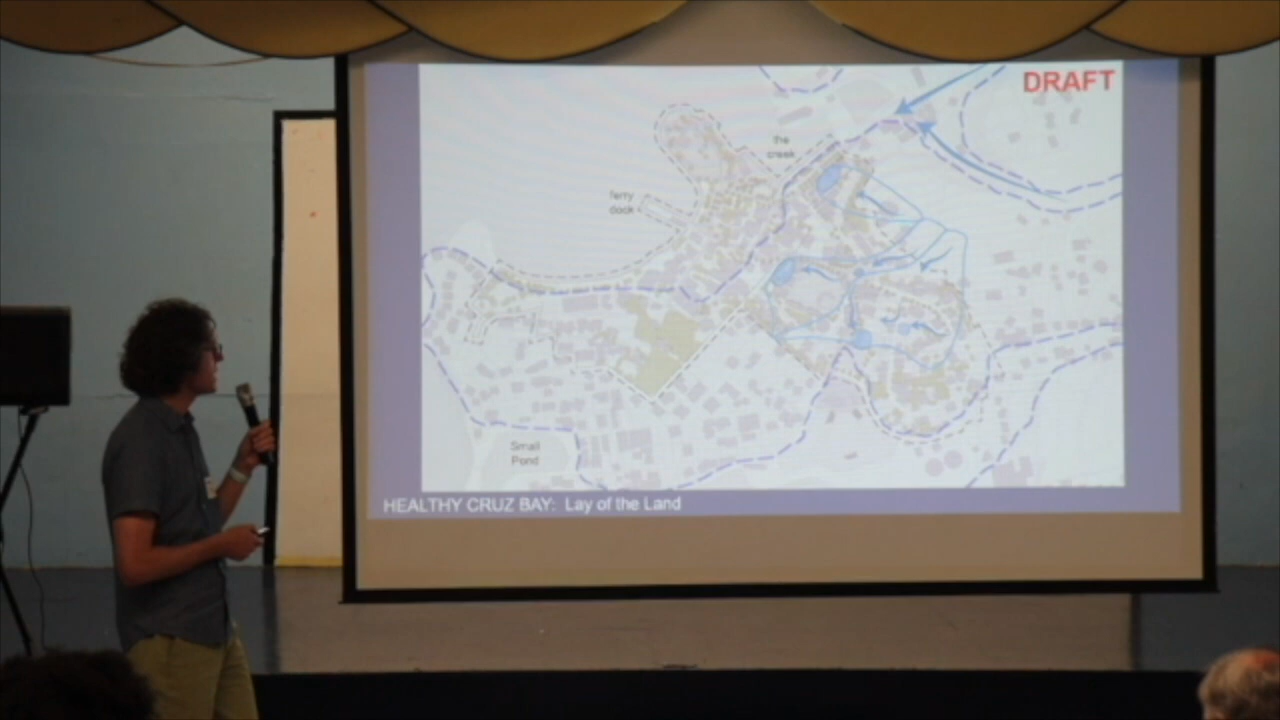 DRAFT
the
creek
ferry
dock
Small
Pond
HEALTHY CRUZ BAY: Lay of the Land